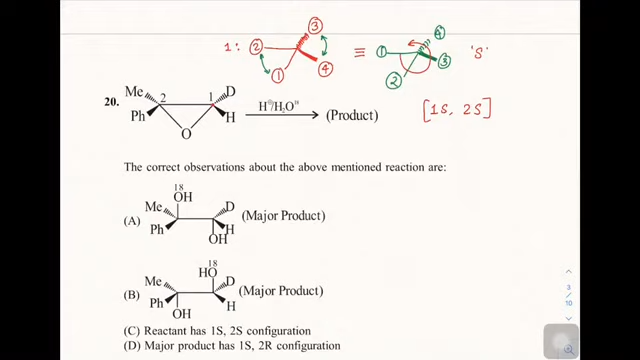 1: ② ③ ① ④ ≡ ① ② ④ ③ 'S'
20. Me Ph 2 1 D H O H⊕/H₂O¹⁸ (Product) [1S, 2S]
The correct observations about the above mentioned reaction are:
(A) Me Ph 18 OH D H OH (Major Product)
(B) Me Ph OH 18 HO D H (Major Product)
(C) Reactant has 1S, 2S configuration
(D) Major product has 1S, 2R configuration
3 / 10